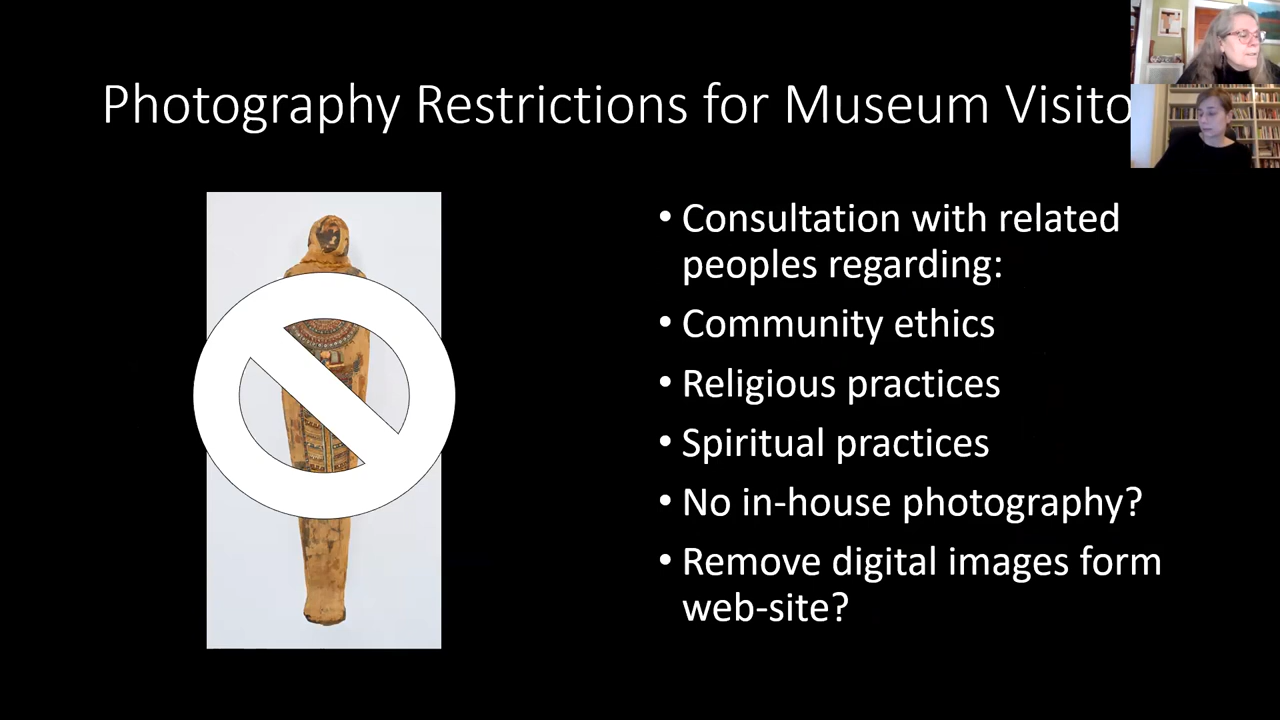 Photography Restrictions for Museum Visito
• Consultation with related
peoples regarding:
• Community ethics
• Religious practices
• Spiritual practices
• No in-house photography?
• Remove digital images form
web-site?